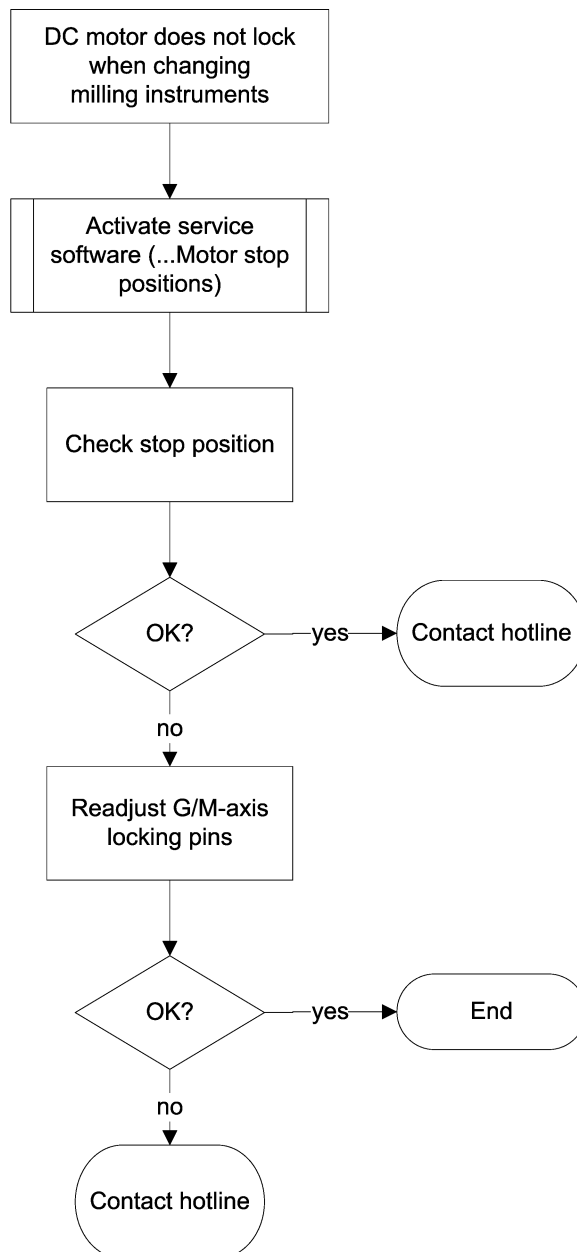 DC motor does not lock
when changing
milling instruments
Activate service
software (...Motor stop
positions)
Check stop position
OK?
yes
Contact hotline
no
Readjust G/M-axis
locking pins
OK?
yes
End
no
Contact hotline